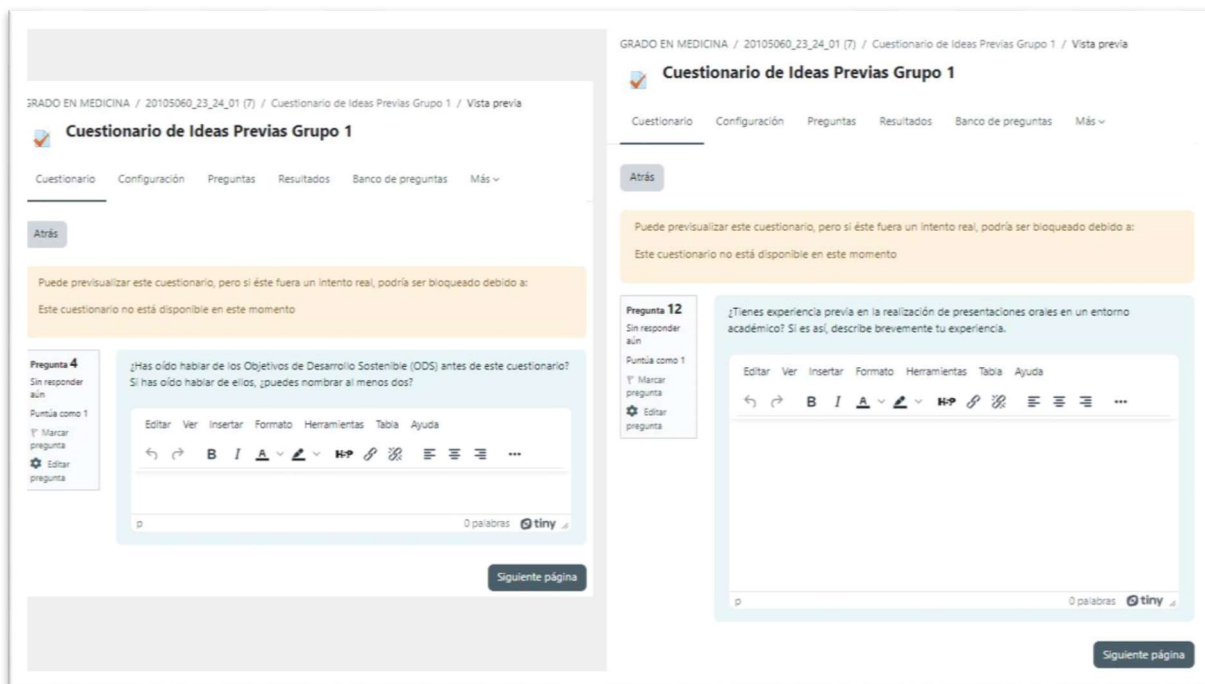 GRADO EN MEDICINA / 20105060_23_24_01 (7) / Cuestionario de Ideas Previas Grupo 1 / Vista previa
Cuestionario de Ideas Previas Grupo 1
Cuestionario Configuración Preguntas Resultados Banco de preguntas Más
Atrás
Puede previsualizar este cuestionario, pero si éste fuera un intento real, podría ser bloqueado debido a:
Este cuestionario no está disponible en este momento
Pregunta 4
Sin responder
aún
Puntúa como 1
Marcar
pregunta
Editar
pregunta
¿Has oído hablar de los Objetivos de Desarrollo Sostenible (ODS) antes de este cuestionario?
Si has oído hablar de ellos, ¿puedes nombrar al menos dos?
Editar Ver Insertar Formato Herramientas Tabla Ayuda
B I A H-P
p 0 palabras tiny
Siguiente página
GRADO EN MEDICINA / 20105060_23_24_01 (7) / Cuestionario de Ideas Previas Grupo 1 / Vista previa
Cuestionario de Ideas Previas Grupo 1
Cuestionario Configuración Preguntas Resultados Banco de preguntas Más
Atrás
Puede previsualizar este cuestionario, pero si éste fuera un intento real, podría ser bloqueado debido a:
Este cuestionario no está disponible en este momento
Pregunta 12
Sin responder
aún
Puntúa como 1
Marcar
pregunta
Editar
pregunta
¿Tienes experiencia previa en la realización de presentaciones orales en un entorno
académico? Si es así, describe brevemente tu experiencia.
Editar Ver Insertar Formato Herramientas Tabla Ayuda
B I A H-P
p 0 palabras tiny
Siguiente página